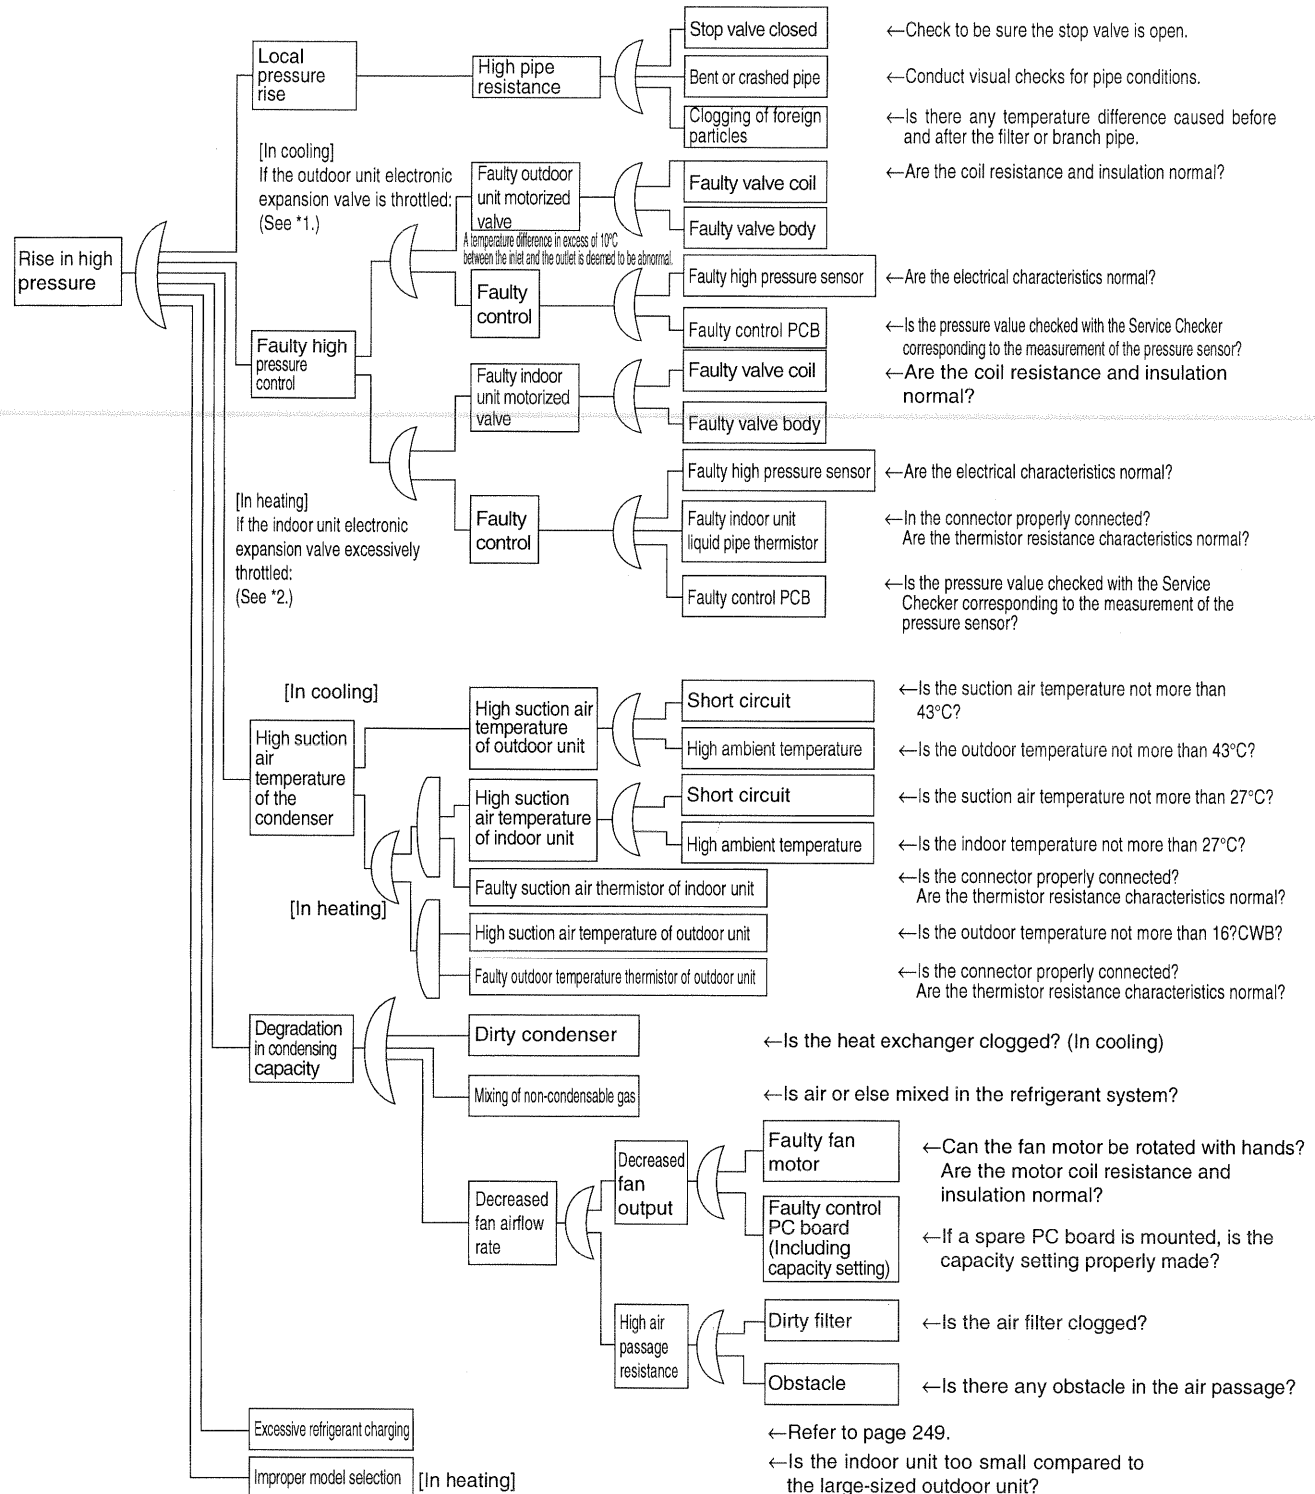 Stop valve closed
←Check to be sure the stop valve is open.
Local
pressure
rise
High pipe
resistance
Bent or crashed pipe
←Conduct visual checks for pipe conditions.
Clogging of foreign
particles
←Is there any temperature difference caused before
and after the filter or branch pipe.
[In cooling]
If the outdoor unit electronic
expansion valve is throttled:
(See *1.)
Faulty outdoor
unit motorized
valve
Faulty valve coil
←Are the coil resistance and insulation normal?
Faulty valve body
A temperature difference in excess of 10°C
between the inlet and the outlet is deemed to be abnormal.
Rise in high
pressure
Faulty
control
Faulty high pressure sensor
←Are the electrical characteristics normal?
Faulty control PCB
←Is the pressure value checked with the Service Checker
corresponding to the measurement of the pressure sensor?
Faulty high
pressure
control
Faulty indoor
unit motorized
valve
Faulty valve coil
←Are the coil resistance and insulation
normal?
Faulty valve body
[In heating]
If the indoor unit electronic
expansion valve excessively
throttled:
(See *2.)
Faulty
control
Faulty high pressure sensor
←Are the electrical characteristics normal?
Faulty indoor unit
liquid pipe thermistor
←In the connector properly connected?
Are the thermistor resistance characteristics normal?
Faulty control PCB
←Is the pressure value checked with the Service
Checker corresponding to the measurement of the
pressure sensor?
[In cooling]
High suction
air
temperature
of the
condenser
High suction air
temperature
of outdoor unit
Short circuit
←Is the suction air temperature not more than
43°C?
High ambient temperature
←Is the outdoor temperature not more than 43°C?
High suction
air temperature
of indoor unit
Short circuit
←Is the suction air temperature not more than 27°C?
High ambient temperature
←Is the indoor temperature not more than 27°C?
[In heating]
Faulty suction air thermistor of indoor unit
←Is the connector properly connected?
Are the thermistor resistance characteristics normal?
High suction air temperature of outdoor unit
←Is the outdoor temperature not more than 16?CWB?
Faulty outdoor temperature thermistor of outdoor unit
←Is the connector properly connected?
Are the thermistor resistance characteristics normal?
Degradation
in condensing
capacity
Dirty condenser
←Is the heat exchanger clogged? (In cooling)
Mixing of non-condensable gas
←Is air or else mixed in the refrigerant system?
Decreased
fan airflow
rate
Decreased
fan
output
Faulty fan
motor
←Can the fan motor be rotated with hands?
Are the motor coil resistance and
insulation normal?
Faulty control
PC board
(Including
capacity setting)
←If a spare PC board is mounted, is the
capacity setting properly made?
High air
passage
resistance
Dirty filter
←Is the air filter clogged?
Obstacle
←Is there any obstacle in the air passage?
Excessive refrigerant charging
←Refer to page 249.
Improper model selection
[In heating]
←Is the indoor unit too small compared to
the large-sized outdoor unit?